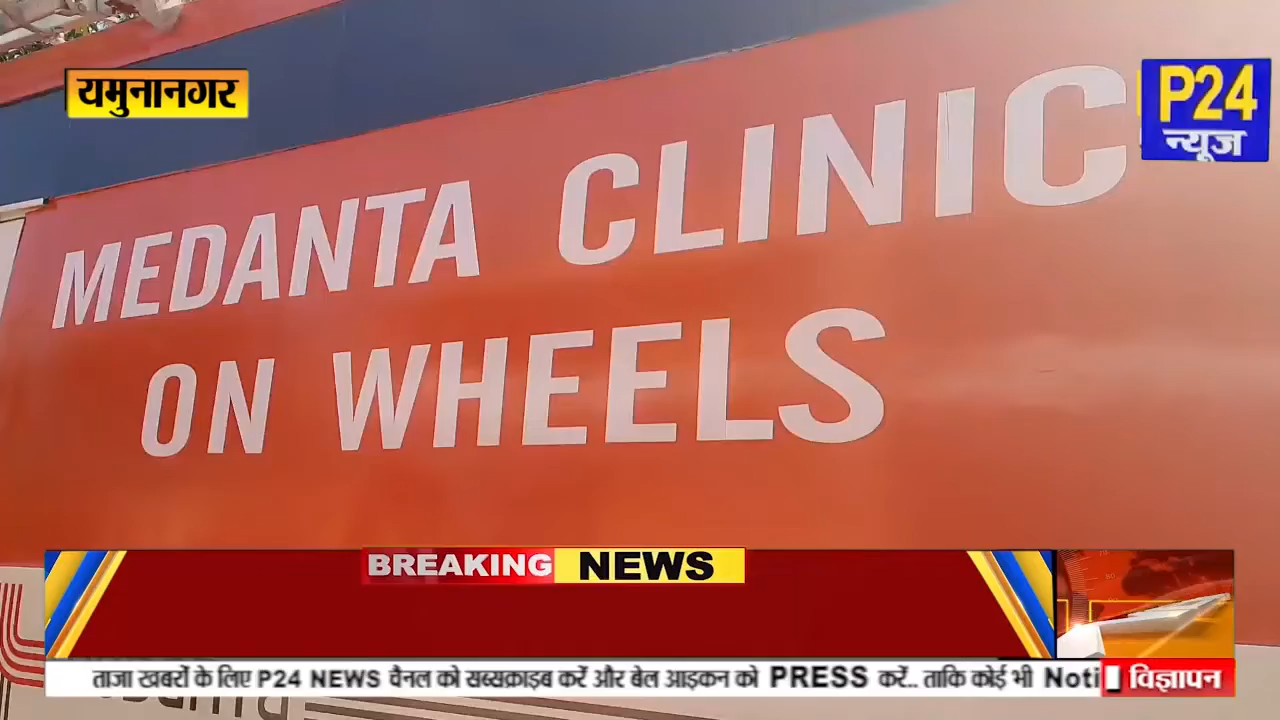 यमुनानगर
P24
न्यूज
MEDANTA CLINIC
ON WHEELS
BREAKING NEWS
ताजा खबरों के लिए P24 NEWS चैनल को सब्सक्राइब करें और बेल आइकन को PRESS करें.. ताकि कोई भी Noti
विज्ञापन